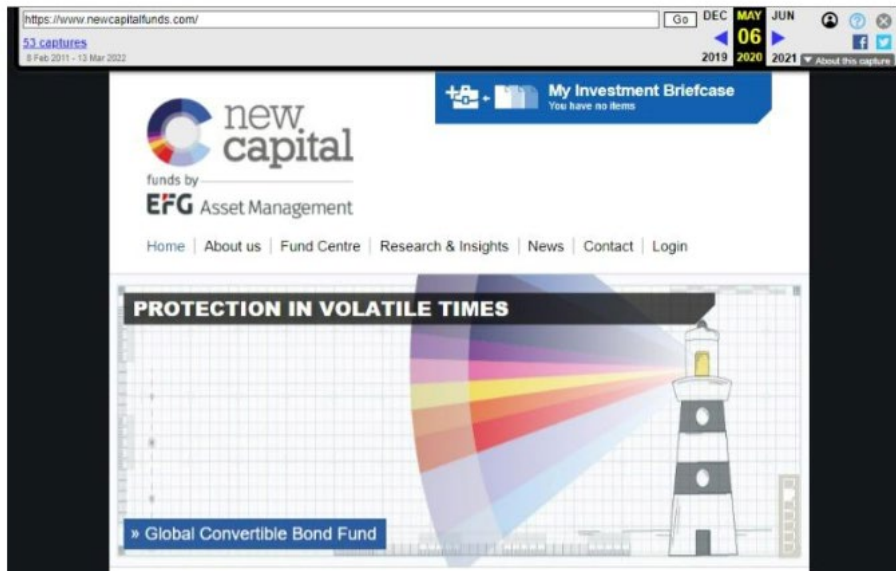 https://www.newcapitalfunds.com/
Go
DEC MAY JUN
53 captures
06
8 Feb 2011 - 13 Mar 2022
2019 2020 2021
About this capture
My Investment Briefcase
You have no items
new
capital
funds by
EFG Asset Management
Home | About us | Fund Centre | Research & Insights | News | Contact | Login
PROTECTION IN VOLATILE TIMES
» Global Convertible Bond Fund